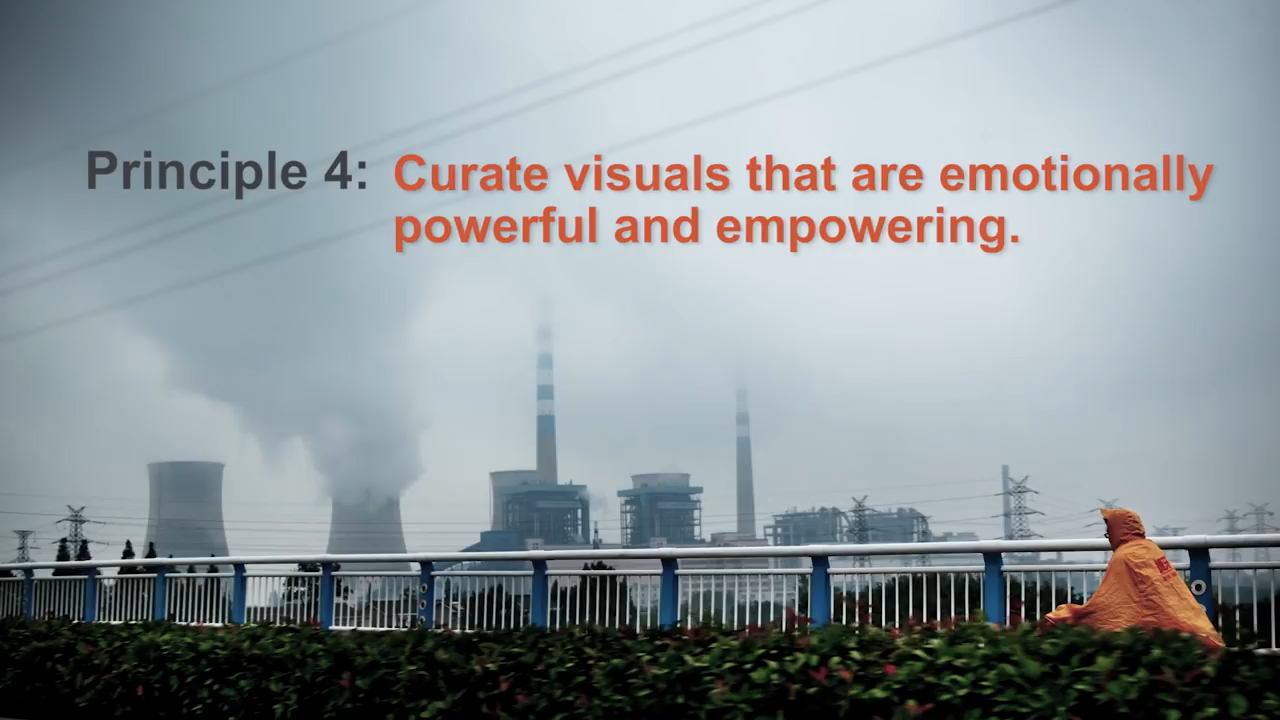 Principle 4: Curate visuals that are emotionally
powerful and empowering.